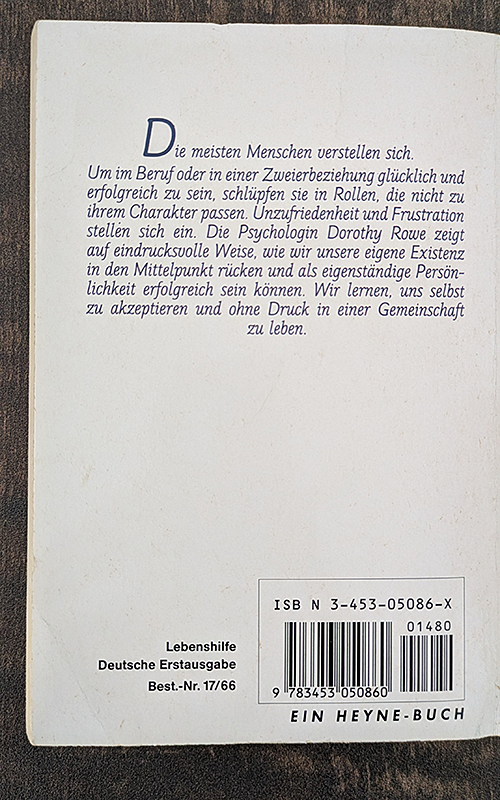 Die meisten Menschen verstellen sich.
Um im Beruf oder in einer Zweierbeziehung glücklich und
erfolgreich zu sein, schlüpfen sie in Rollen, die nicht zu
ihrem Charakter passen. Unzufriedenheit und Frustration
stellen sich ein. Die Psychologin Dorothy Rowe zeigt
auf eindrucksvolle Weise, wie wir unsere eigene Existenz
in den Mittelpunkt rücken und als eigenständige Persön-
lichkeit erfolgreich sein können. Wir lernen, uns selbst
zu akzeptieren und ohne Druck in einer Gemeinschaft
zu leben.
ISB N 3-453-05086-X
01480
9 783453 050860
Lebenshilfe
Deutsche Erstausgabe
Best.-Nr. 17/66
EIN HEYNE-BUCH